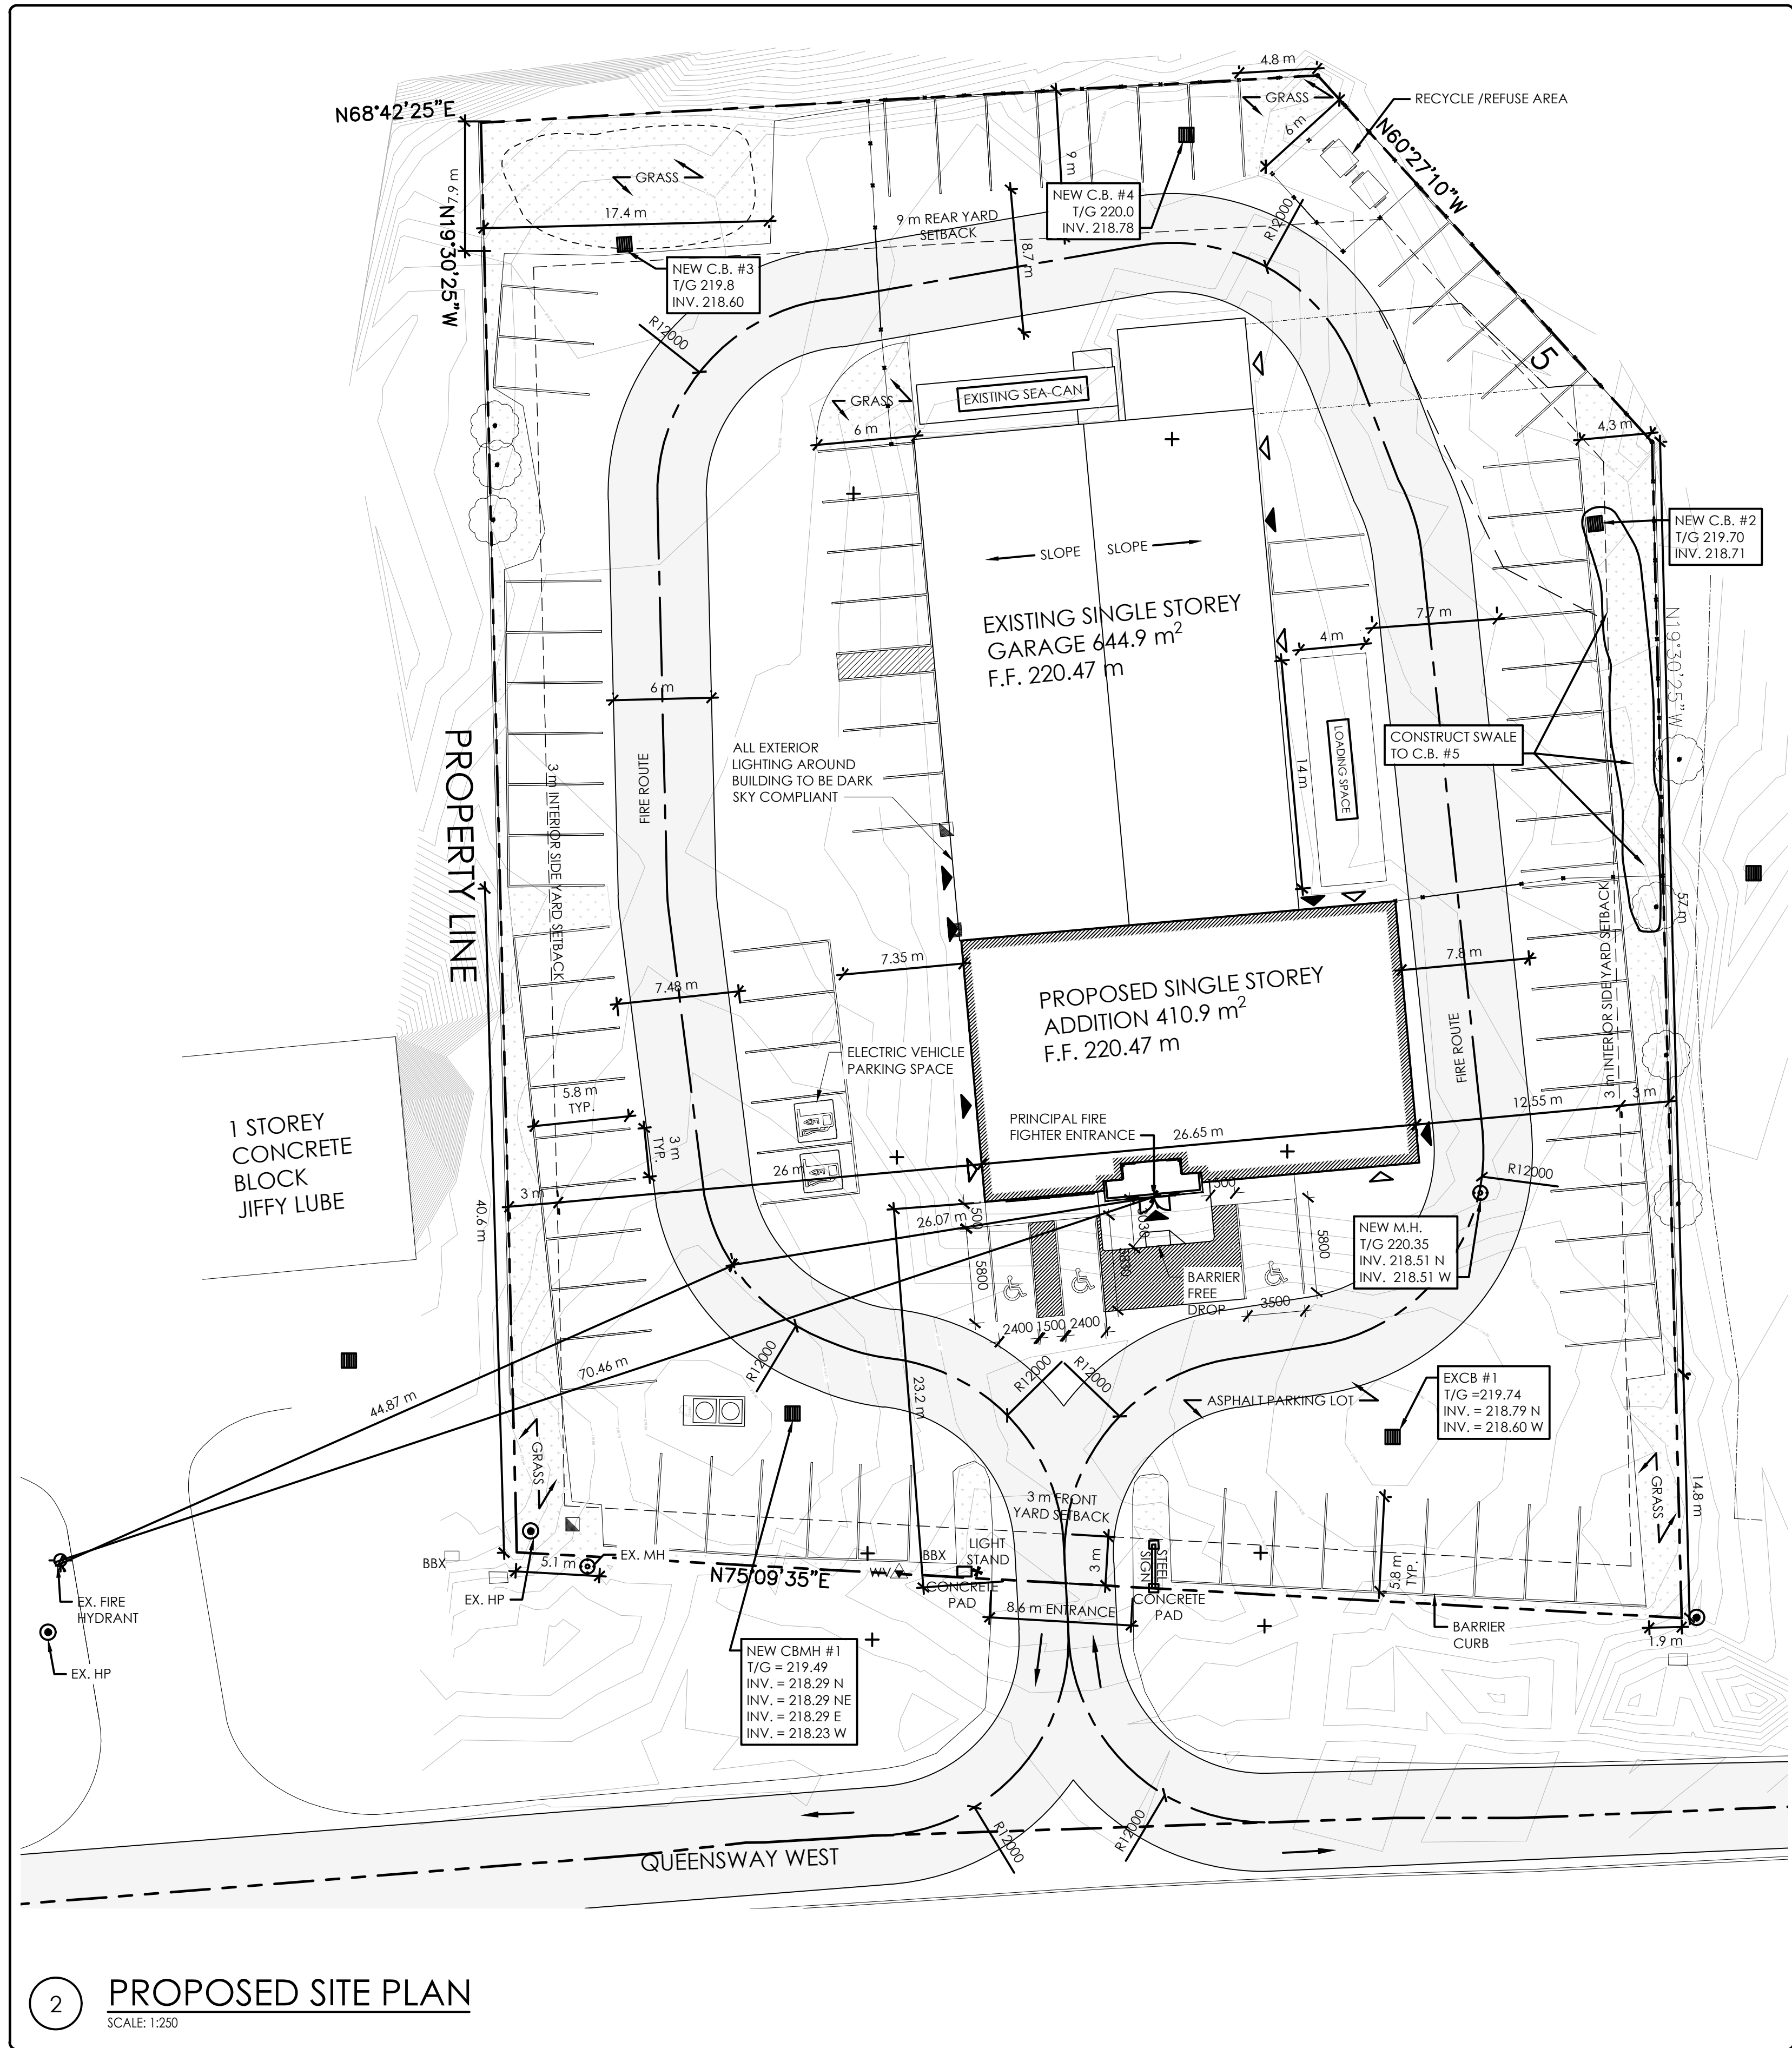 N68°42'25"E
4.8 m
GRASS
RECYCLE /REFUSE AREA
6 m
N60°27'10"W
7.9 m
GRASS
9 m
NEW C.B. #4
T/G 220.0
INV. 218.78
17.4 m
N19°30'25"W
9 m REAR YARD
SETBACK
8.7 m
R12000
NEW C.B. #3
T/G 219.8
INV. 218.60
R12000
5
EXISTING SEA-CAN
GRASS
6 m
4.3 m
NEW C.B. #2
T/G 219.70
INV. 218.71
SLOPE
SLOPE
EXISTING SINGLE STOREY
GARAGE 644.9 m2
F.F. 220.47 m
7.7 m
4 m
N19°30'25"W
6 m
PROPERTY LINE
FIRE ROUTE
3 m INTERIOR SIDE YARD SETBACK
ALL EXTERIOR
LIGHTING AROUND
BUILDING TO BE DARK
SKY COMPLIANT
14 m
LOADING SPACE
CONSTRUCT SWALE
TO C.B. #5
57 m
7.35 m
7.48 m
7.8 m
PROPOSED SINGLE STOREY
ADDITION 410.9 m2
F.F. 220.47 m
FIRE ROUTE
3 m INTERIOR SIDE YARD SETBACK
ELECTRIC VEHICLE
PARKING SPACE
5.8 m
TYP.
3 m
TYP.
1 STOREY
CONCRETE
BLOCK
JIFFY LUBE
PRINCIPAL FIRE
FIGHTER ENTRANCE
26.65 m
12.55 m
3 m
26 m
3 m
R12000
40.6 m
26.07 m
1500
1500
5800
5800
NEW M.H.
T/G 220.35
INV. 218.51 N
INV. 218.51 W
BARRIER
FREE
DROP
2400
1500
2400
3500
R12000
R12000
R12000
70.46 m
44.87 m
23.2 m
ASPHALT PARKING LOT
EXCB #1
T/G =219.74
INV. = 218.79 N
INV. = 218.60 W
GRASS
GRASS
14.8 m
3 m FRONT
YARD SETBACK
3 m
BBX
5.1 m
EX. MH
BBX
LIGHT
STAND
STEEL
SIGN
5.8 m
TYP.
N75°09'35"E
WV
CONCRETE
PAD
CONCRETE
PAD
EX. HP
EX. FIRE
HYDRANT
8.6 m ENTRANCE
BARRIER
CURB
1.9 m
EX. HP
NEW CBMH #1
T/G = 219.49
INV. = 218.29 N
INV. = 218.29 NE
INV. = 218.29 E
INV. = 218.23 W
R12000
R12000
QUEENSWAY WEST
2
PROPOSED SITE PLAN
SCALE: 1:250